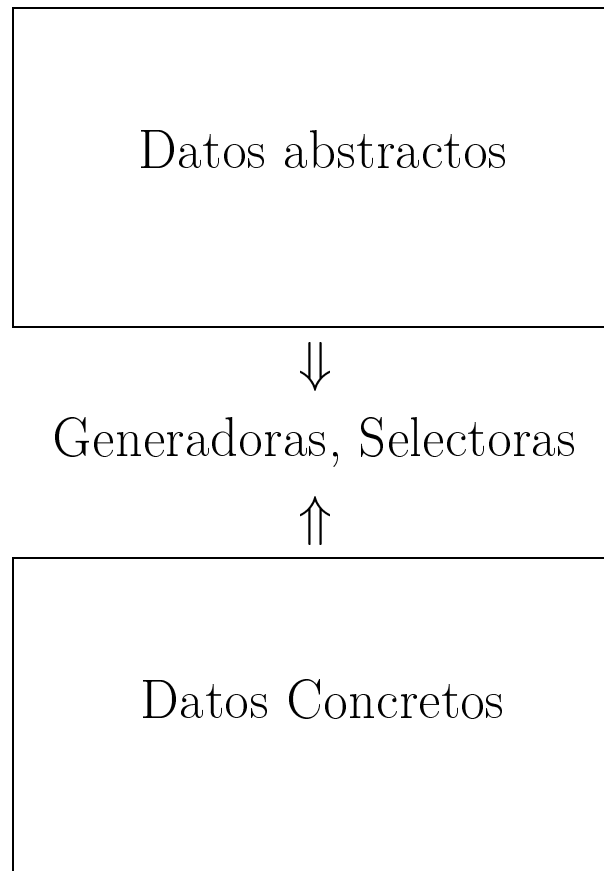 Datos abstractos
⇓
Generadoras, Selectoras
⇑
Datos Concretos